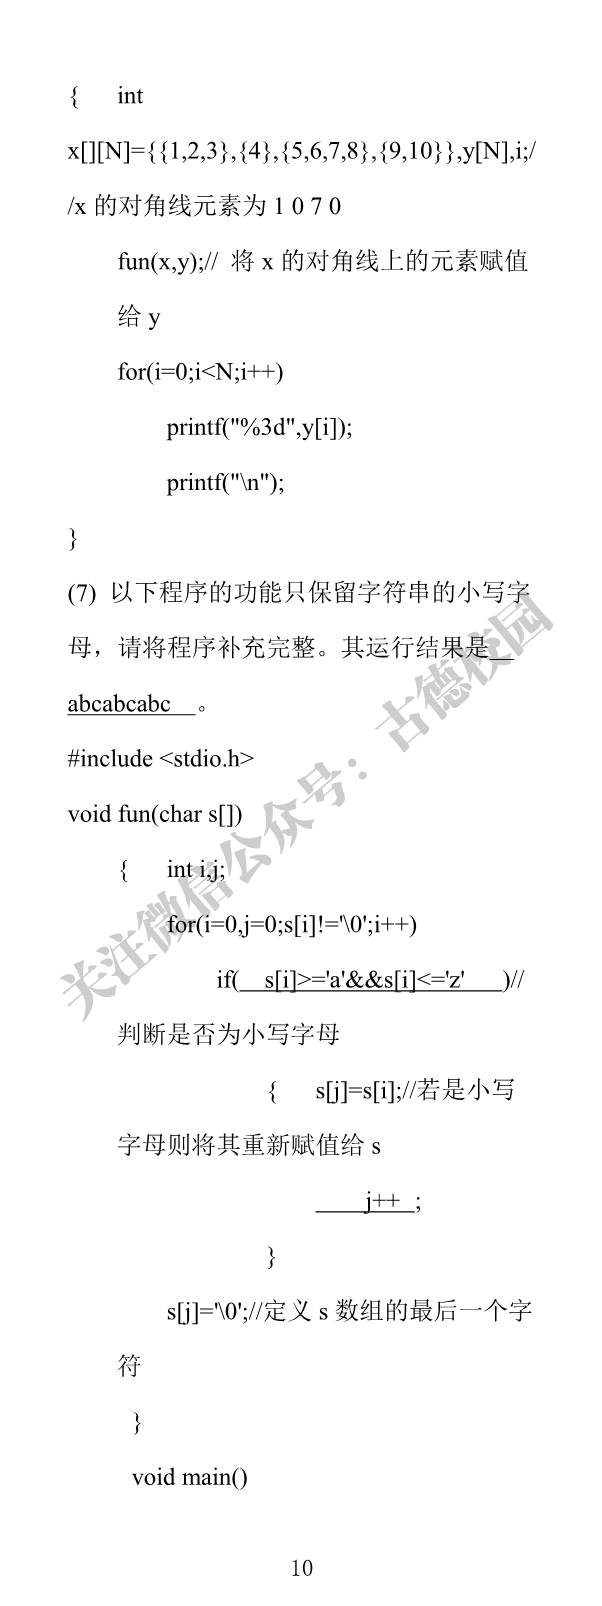 { int
x[][N]={{1,2,3},{4},{5,6,7,8},{9,10}},y[N],i;/
/x 的对角线元素为 1 0 7 0
fun(x,y);// 将 x 的对角线上的元素赋值
给 y
for(i=0;i<N;i++)
printf("%3d",y[i]);
printf("\n");
}
(7) 以下程序的功能只保留字符串的小写字
母，请将程序补充完整。其运行结果是__
abcabcabc__。
#include <stdio.h>
void fun(char s[])
{ int i,j;
for(i=0,j=0;s[i]!='\0';i++)
if(__s[i]>='a'&&s[i]<='z'___)//
判断是否为小写字母
{ s[j]=s[i];//若是小写
字母则将其重新赋值给 s
____j++_;
}
s[j]='\0';//定义 s 数组的最后一个字
符
}
void main()
10
关注微信公众号：古德校园